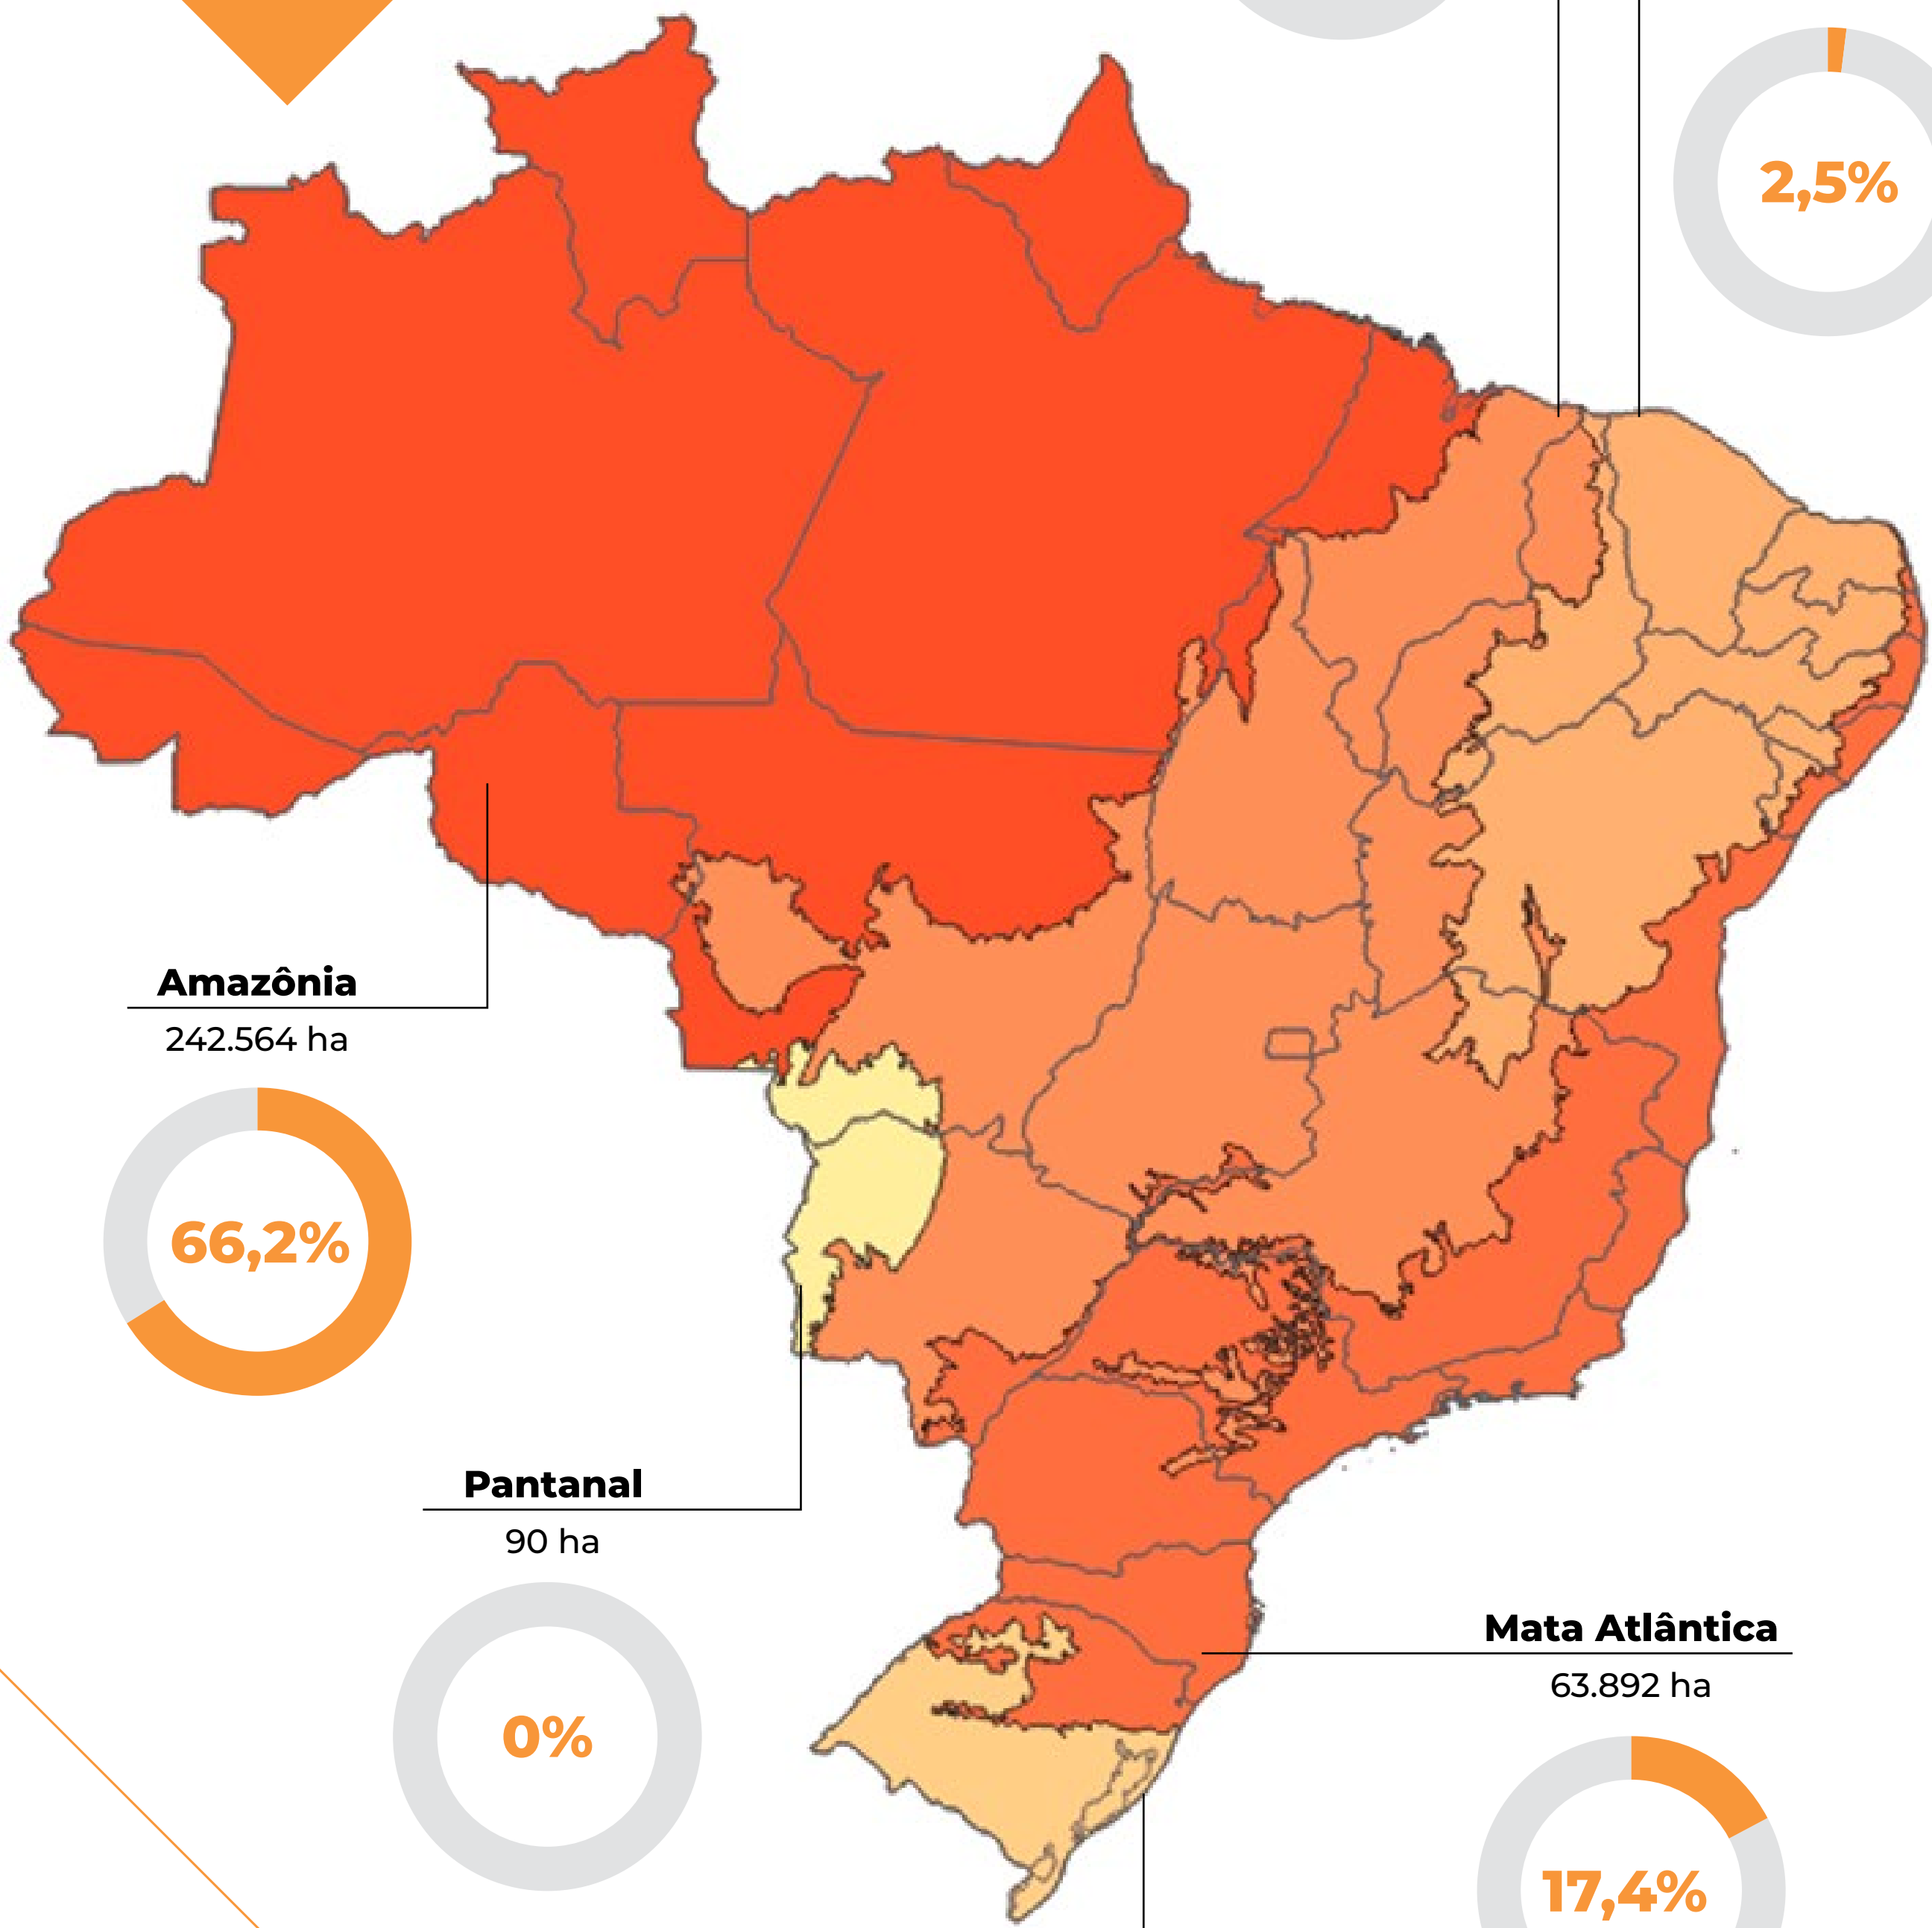 2,5%
Amazônia
242.564 ha
66,2%
Pantanal
90 ha
0%
Mata Atlântica
63.892 ha
17,4%